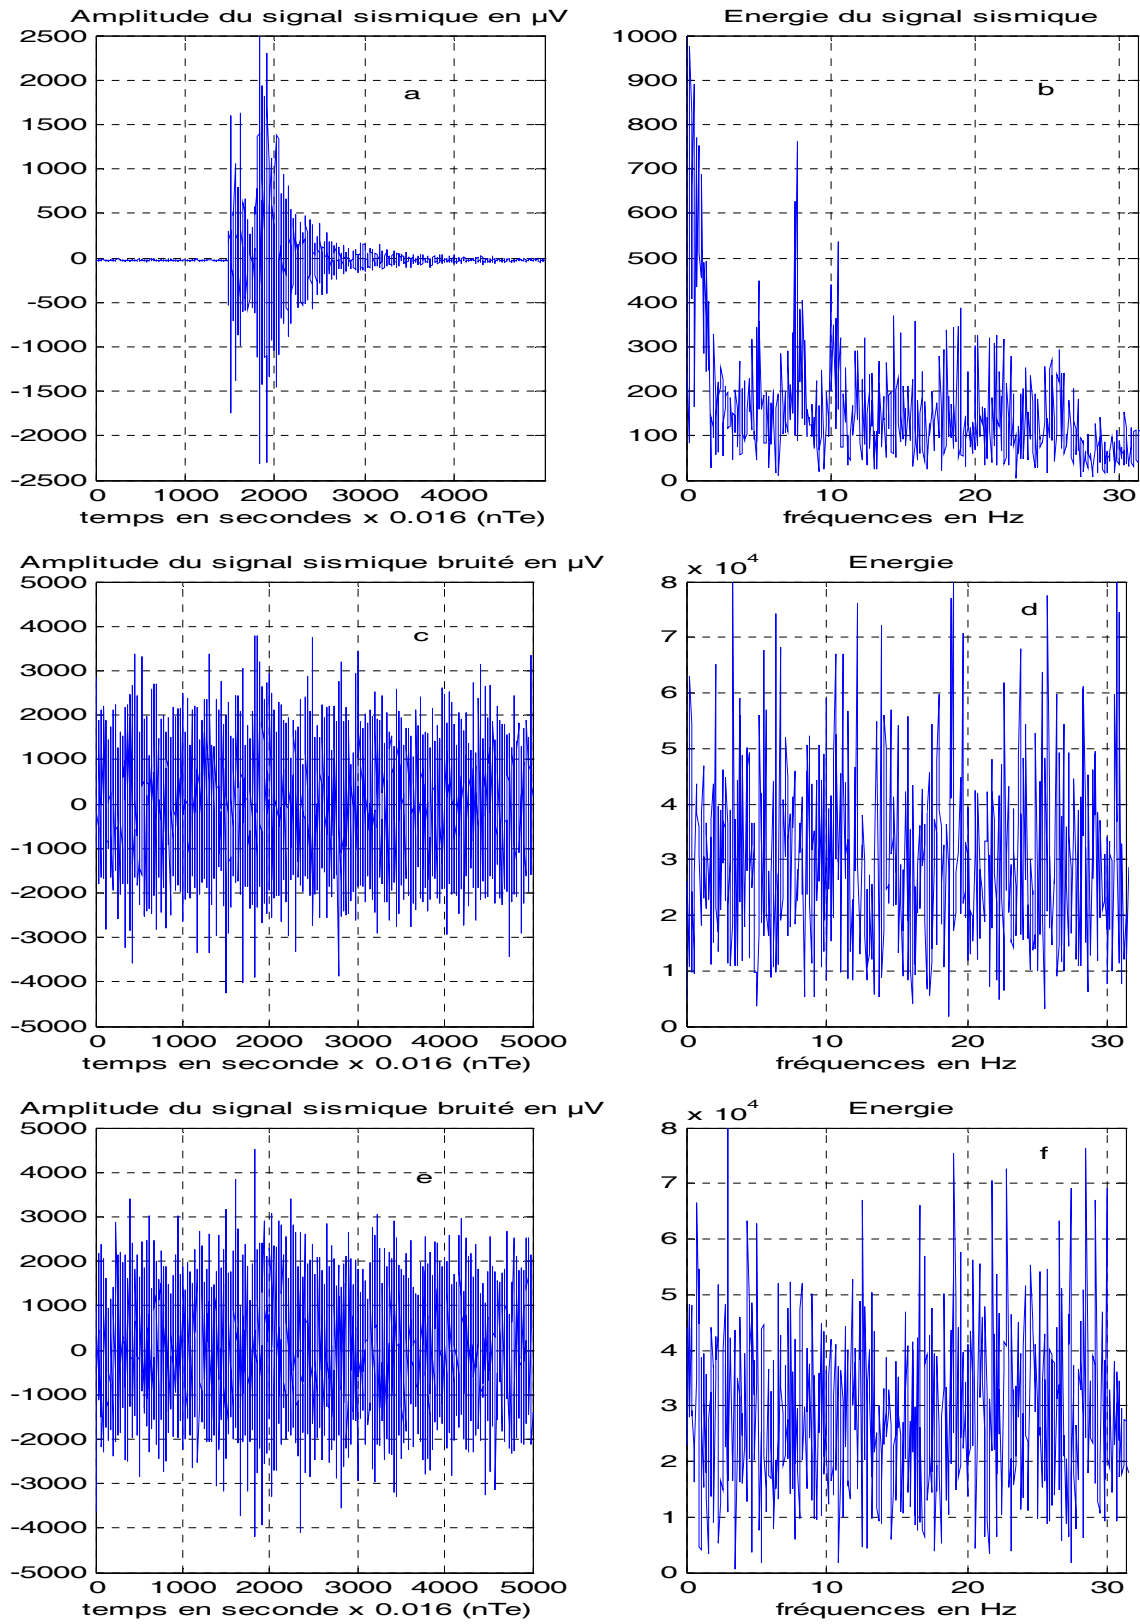 Amplitude du signal sismique en µV
2500
2000
1500
1000
500
0
-500
-1000
-1500
-2000
-2500
a
0 1000 2000 3000 4000
temps en secondes x 0.016 (nTe)
Energie du signal sismique
1000
900
800
700
600
500
400
300
200
100
0
b
0 10 20 30
fréquences en Hz
Amplitude du signal sismique bruité en µV
5000
4000
3000
2000
1000
0
-1000
-2000
-3000
-4000
-5000
c
0 1000 2000 3000 4000 5000
temps en seconde x 0.016 (nTe)
x 10⁴ Energie
8
7
6
5
4
3
2
1
0
d
0 10 20 30
fréquences en Hz
Amplitude du signal sismique bruité en µV
5000
4000
3000
2000
1000
0
-1000
-2000
-3000
-4000
-5000
e
0 1000 2000 3000 4000 5000
temps en secondes x 0.016 (nTe)
x 10⁴ Energie
8
7
6
5
4
3
2
1
0
f
0 10 20 30
fréquences en Hz